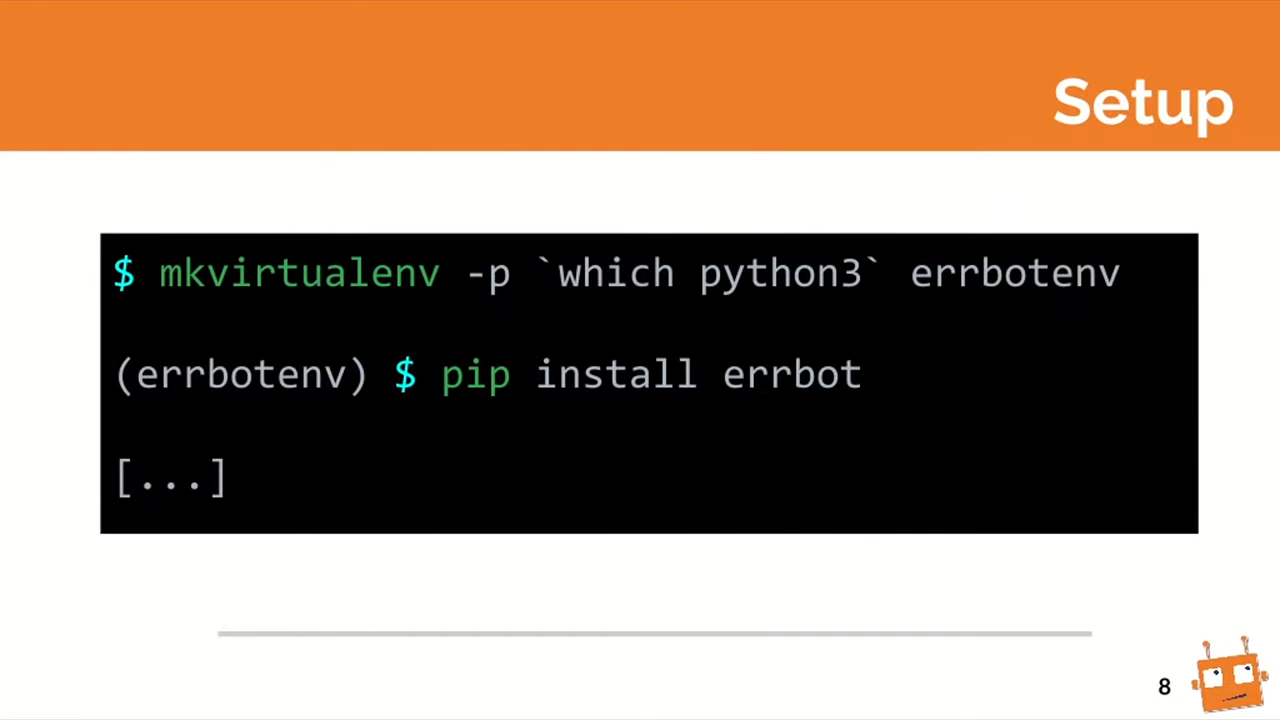 Setup
$ mkvirtualenv -p `which python3` errbotenv
(errbotenv) $ pip install errbot
[...]
8